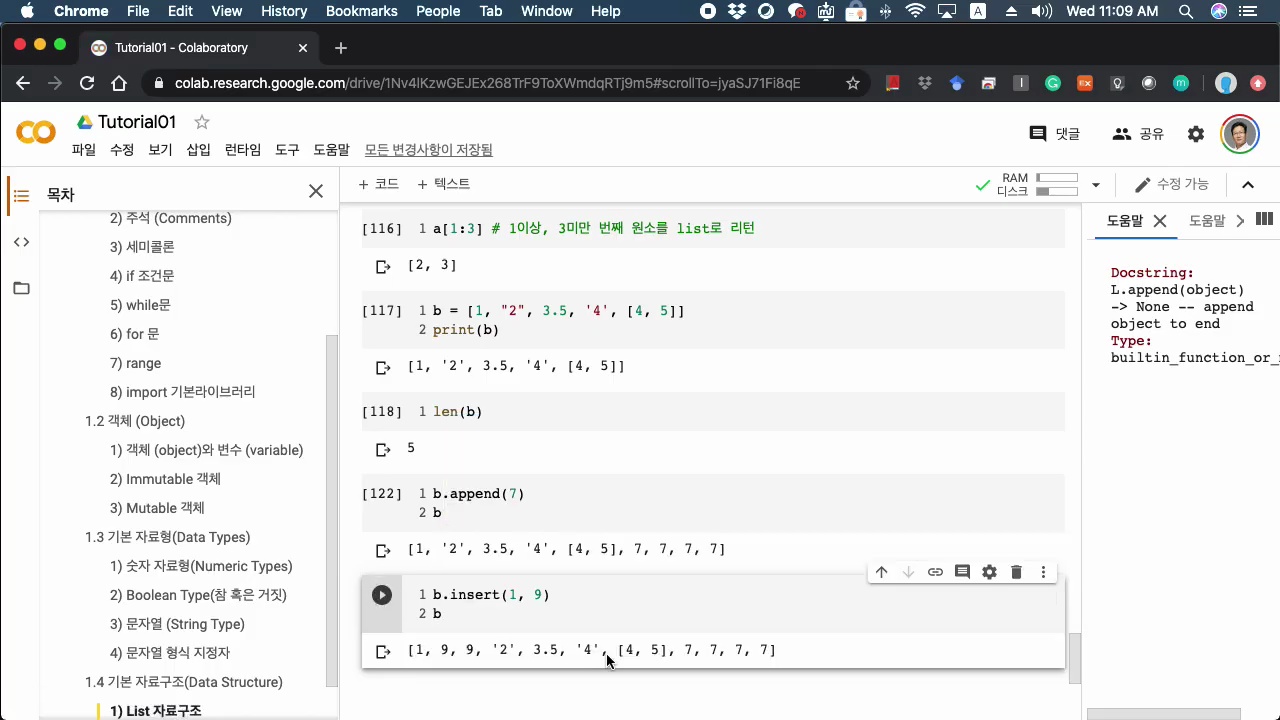 Chrome File Edit View History Bookmarks People Tab Window Help Wed 11:09 AM
Tutorial01 - Colaboratory
colab.research.google.com/drive/1Nv4lKzwGEJEx268TrF9ToXWmdqRTj9m5#scrollTo=jyaSJ71Fi8qE
Tutorial01
댓글 공유
파일 수정 보기 삽입 런타임 도구 도움말 모든 변경사항이 저장됨
목차
+ 코드 + 텍스트
RAM
디스크
수정 가능
2) 주석 (Comments)
3) 세미콜론
4) if 조건문
5) while문
6) for 문
7) range
8) import 기본라이브러리
1.2 객체 (Object)
1) 객체 (object)와 변수 (variable)
2) Immutable 객체
3) Mutable 객체
1.3 기본 자료형(Data Types)
1) 숫자 자료형(Numeric Types)
2) Boolean Type(참 혹은 거짓)
3) 문자열 (String Type)
4) 문자열 형식 지정자
1.4 기본 자료구조(Data Structure)
1) List 자료구조
[116] 1 a[1:3] # 1이상, 3미만 번째 원소를 list로 리턴
[2, 3]
[117] 1 b = [1, "2", 3.5, '4', [4, 5]]
2 print(b)
[1, '2', 3.5, '4', [4, 5]]
[118] 1 len(b)
5
[122] 1 b.append(7)
2 b
[1, '2', 3.5, '4', [4, 5], 7, 7, 7, 7]
1 b.insert(1, 9)
2 b
[1, 9, 9, '2', 3.5, '4', [4, 5], 7, 7, 7, 7]
도움말 도움말
Docstring:
L.append(object)
-> None -- append
object to end
Type:
builtin_function_or_